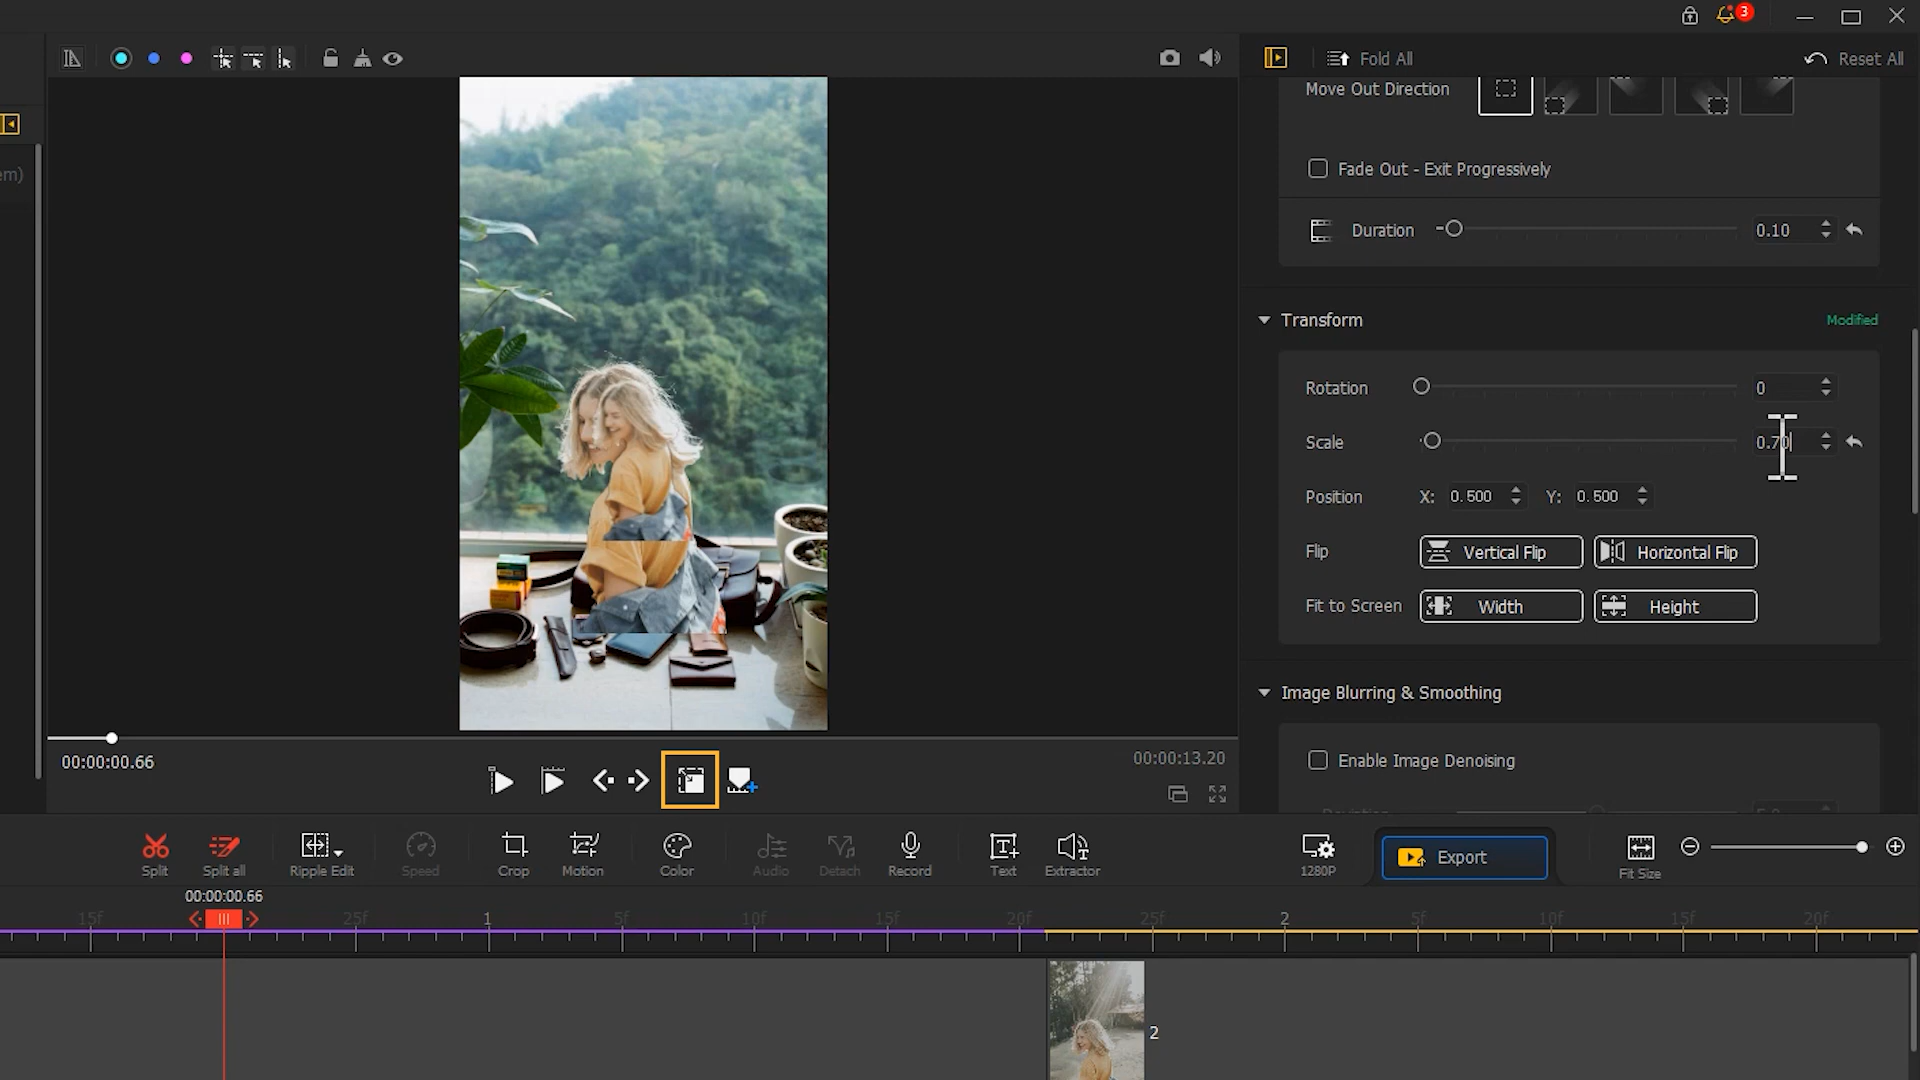 3
Fold All
Reset All
Move Out Direction
em)
Fade Out - Exit Progressively
Duration
0.10
Transform
Modified
Rotation
0
Scale
0.70
Position
X: 0.500
Y: 0.500
Flip
Vertical Flip
Horizontal Flip
Fit to Screen
Width
Height
Image Blurring & Smoothing
Enable Image Denoising
00:00:00.66
00:00:13.20
Split
Split all
Ripple Edit
Speed
Crop
Motion
Color
Audio
Detach
Record
Text
Extractor
1280P
Export
Fit Size
00:00:00.66
15f
25f
1
5f
10f
15f
20f
25f
2
5f
10f
15f
20f
2